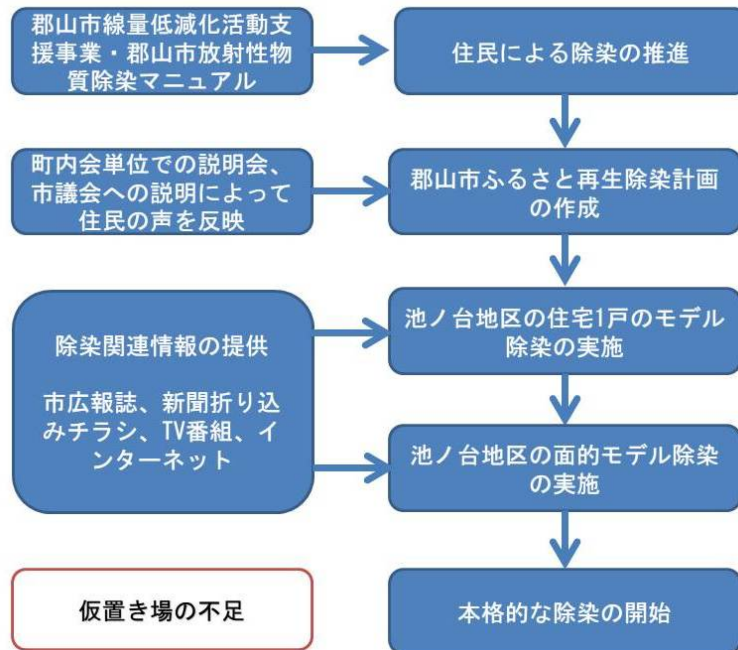 郡山市線量低減化活動支
援事業・郡山市放射性物
質除染マニュアル
住民による除染の推進
町内会単位での説明会、
市議会への説明によって
住民の声を反映
郡山市ふるさと再生除染計画
の作成
除染関連情報の提供
市広報誌、新聞折り込
みチラシ、TV番組、イ
ンターネット
池ノ台地区の住宅1戸のモデル
除染の実施
池ノ台地区の面的モデル除染
の実施
仮置き場の不足
本格的な除染の開始